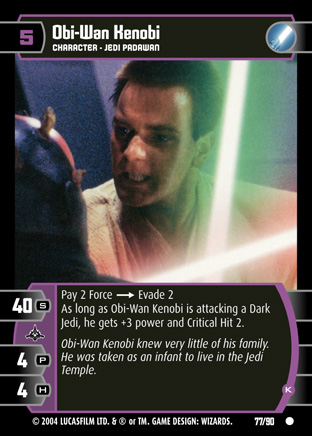 5
Obi-Wan Kenobi
CHARACTER - JEDI PADAWAN
40 S
4 P
4 H
Pay 2 Force → Evade 2
As long as Obi-Wan Kenobi is attacking a Dark
Jedi, he gets +3 power and Critical Hit 2.
Obi-Wan Kenobi knew very little of his family.
He was taken as an infant to live in the Jedi
Temple.
K
© 2004 LUCASFILM LTD. & ® or TM. GAME DESIGN: WIZARDS. 77/90